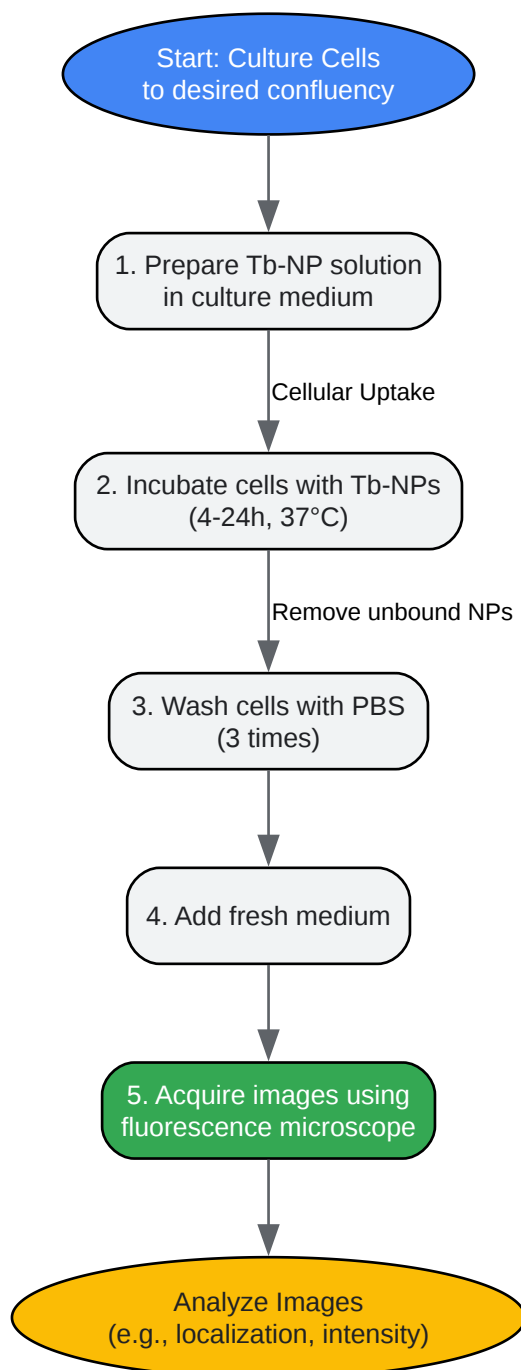 Start: Culture Cells
to desired confluency
1. Prepare Tb-NP solution
in culture medium
Cellular Uptake
2. Incubate cells with Tb-NPs
(4-24h, 37°C)
Remove unbound NPs
3. Wash cells with PBS
(3 times)
4. Add fresh medium
5. Acquire images using
fluorescence microscope
Analyze Images
(e.g., localization, intensity)